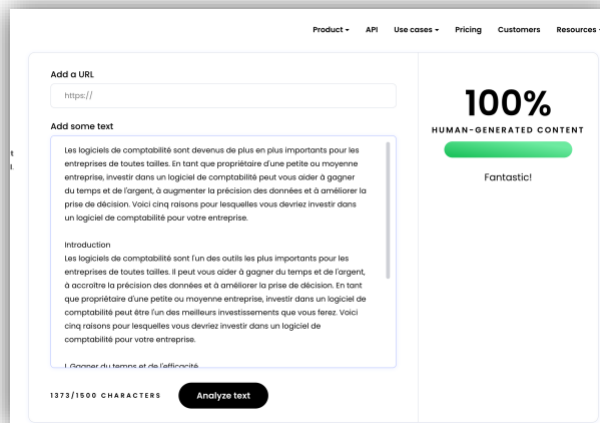 Product API Use cases Pricing Customers Resources
Add a URL
https://
Add some text
Les logiciels de comptabilité sont devenus de plus en plus importants pour les
entreprises de toutes tailles. En tant que propriétaire d'une petite ou moyenne
entreprise, investir dans un logiciel de comptabilité peut vous aider à gagner
du temps et de l'argent, à augmenter la précision des données et à améliorer la
prise de décision. Voici cinq raisons pour lesquelles vous devriez investir dans
un logiciel de comptabilité pour votre entreprise.
Introduction
Les logiciels de comptabilité sont l'un des outils les plus importants pour les
entreprises de toutes tailles. Il peut vous aider à gagner du temps et de l'argent,
à accroître la précision des données et à améliorer la prise de décision. En tant
que propriétaire d'une petite ou moyenne entreprise, investir dans un logiciel de
comptabilité peut être l'un des meilleurs investissements que vous ferez. Voici
cinq raisons pour lesquelles vous devriez investir dans un logiciel de
comptabilité pour votre entreprise.
I. Gagner du temps et de l'efficacité
1373/1500 CHARACTERS
Analyze text
100%
HUMAN-GENERATED CONTENT
Fantastic!